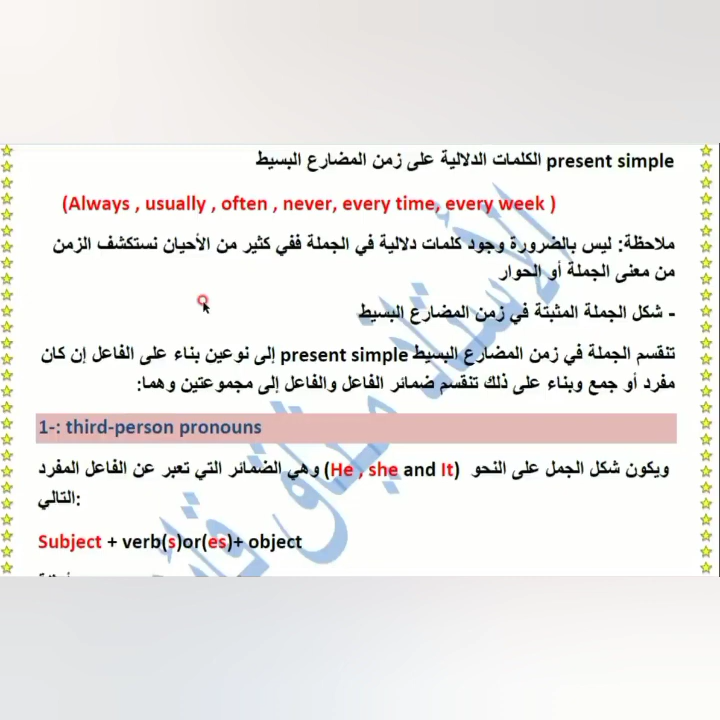 الكلمات الدلالية على زمن المضارع البسيط present simple
(Always , usually , often , never, every time, every week )
ملاحظة: ليس بالضرورة وجود كلمات دلالية في الجملة ففي كثير من الأحيان نستكشف الزمن
من معنى الجملة أو الحوار
- شكل الجملة المثبتة في زمن المضارع البسيط
تنقسم الجملة في زمن المضارع البسيط present simple إلى نوعين بناء على الفاعل إن كان
مفرد أو جمع وبناء على ذلك تنقسم ضمائر الفاعل والفاعل إلى مجموعتين وهما:
1-: third-person pronouns
وهي الضمائر التي تعبر عن الفاعل المفرد (He , she and It) ويكون شكل الجمل على النحو
التالي:
Subject + verb(s)or(es)+ object